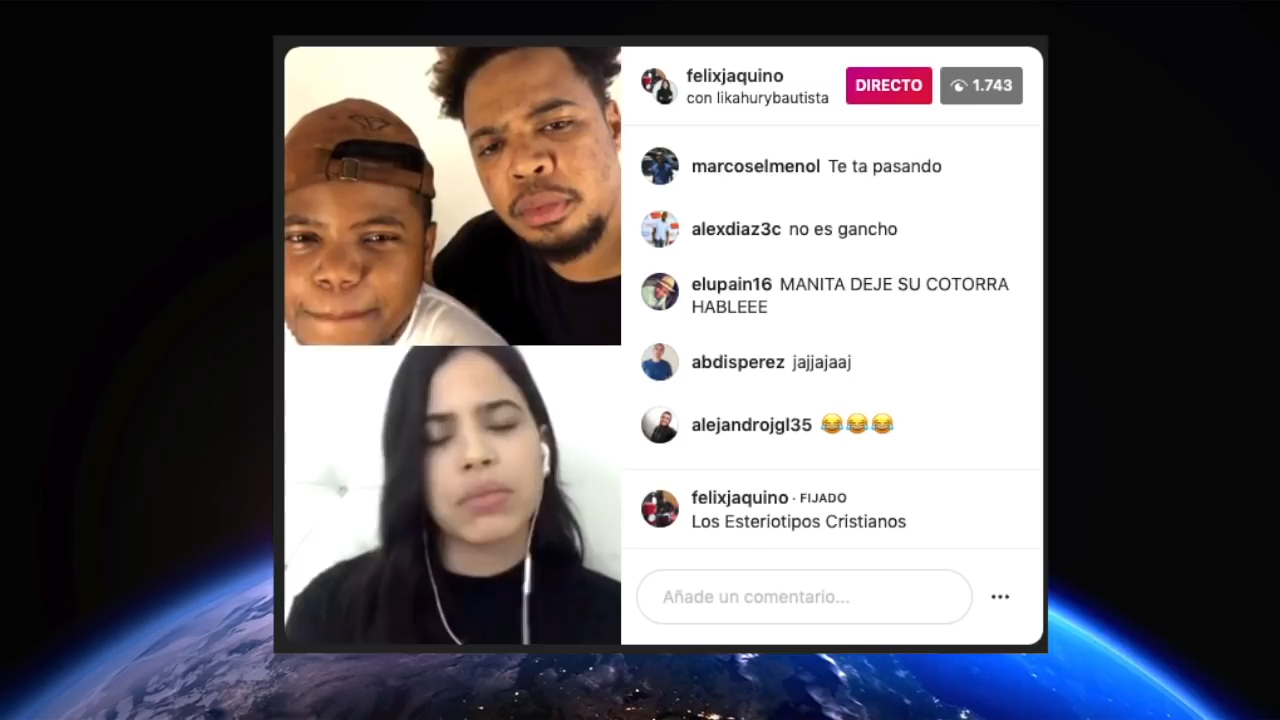 felixjaquino
con likahurybautista
DIRECTO
1.743
marcoselmenol Te ta pasando
alexdiaz3c no es gancho
elupain16 MANITA DEJE SU COTORRA
HABLEEE
abdisperez jajjajaaj
alejandrojgl35 😂😂😂
felixjaquino · FIJADO
Los Esteriotipos Cristianos
Añade un comentario...